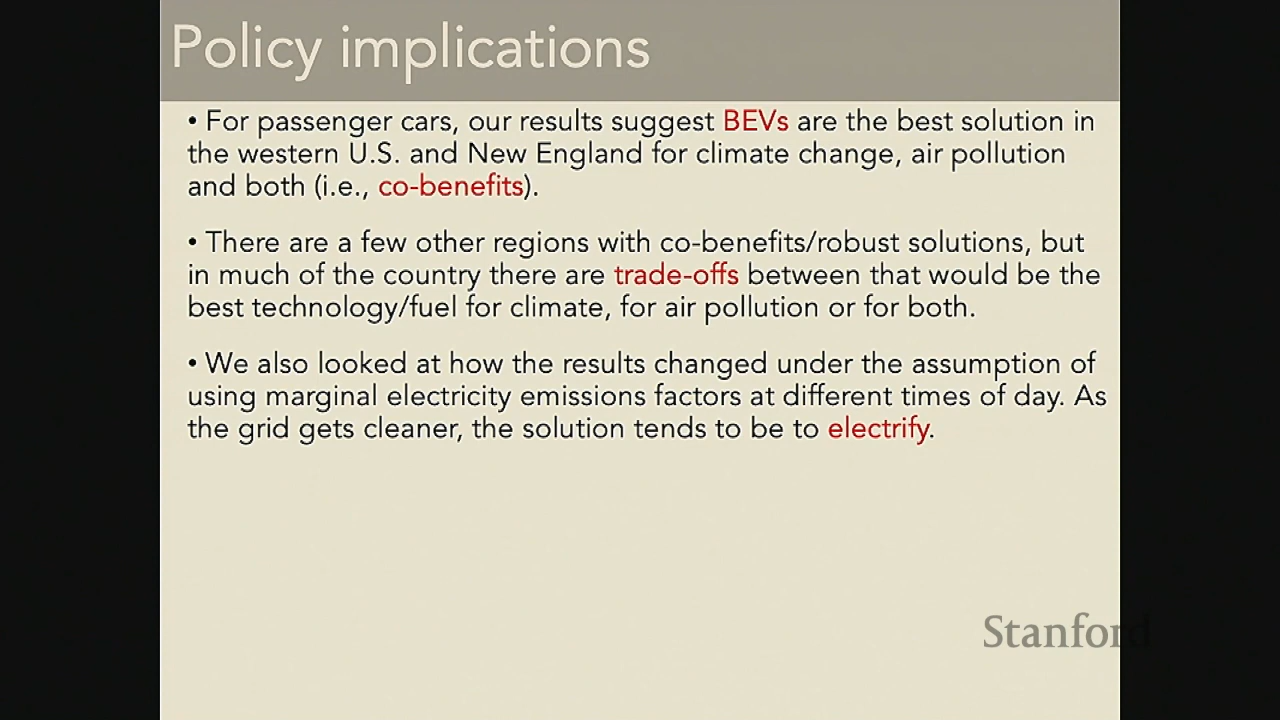 Policy implications
• For passenger cars, our results suggest BEVs are the best solution in
the western U.S. and New England for climate change, air pollution
and both (i.e., co-benefits).
• There are a few other regions with co-benefits/robust solutions, but
in much of the country there are trade-offs between that would be the
best technology/fuel for climate, for air pollution or for both.
• We also looked at how the results changed under the assumption of
using marginal electricity emissions factors at different times of day. As
the grid gets cleaner, the solution tends to be to electrify.
Stanford